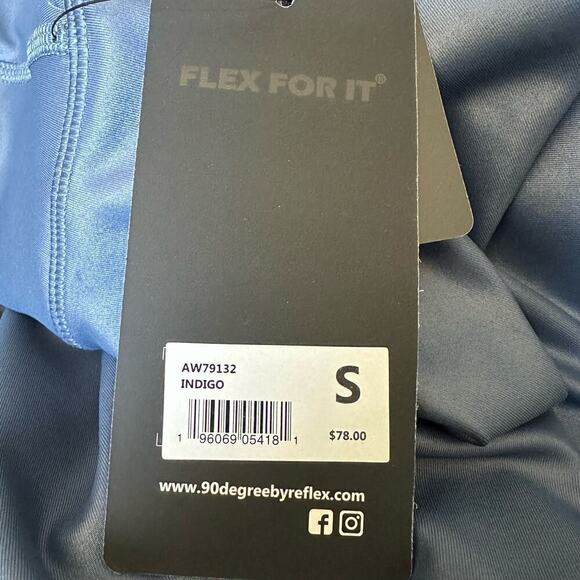 FLEX FOR IT®
AW79132
INDIGO
S
1 96069 05418 1
$78.00
www.90degreebyreflex.com